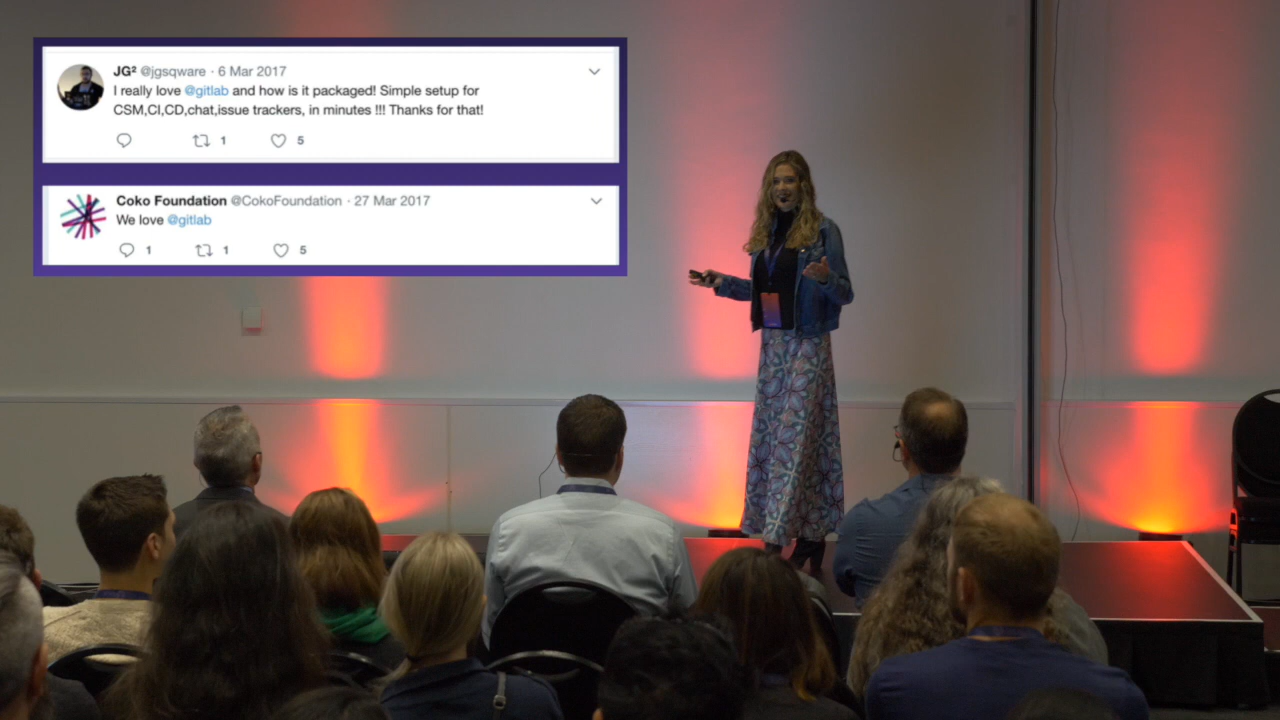 JG² @jgsqware · 6 Mar 2017
I really love @gitlab and how is it packaged! Simple setup for
CSM,CI,CD,chat,issue trackers, in minutes !!! Thanks for that!
1 5
Coko Foundation @CokoFoundation · 27 Mar 2017
We love @gitlab
1 1 5